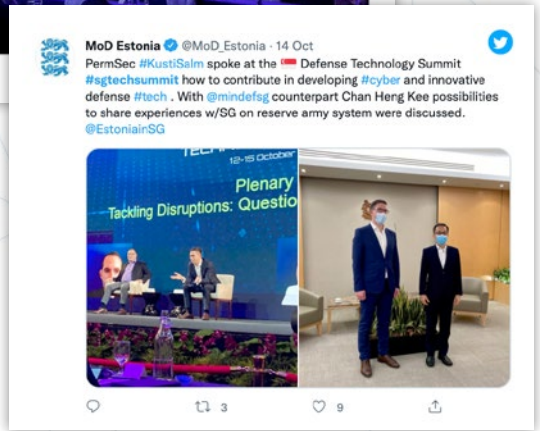 MoD Estonia @MoD_Estonia · 14 Oct
PermSec #KustiSalm spoke at the 🇸🇬 Defense Technology Summit
#sgtechsummit how to contribute in developing #cyber and innovative
defense #tech . With @mindefsg counterpart Chan Heng Kee possibilities
to share experiences w/SG on reserve army system were discussed.
@EstoniainSG
12-15 October
Plenary
Tackling Disruptions: Questio
3
9